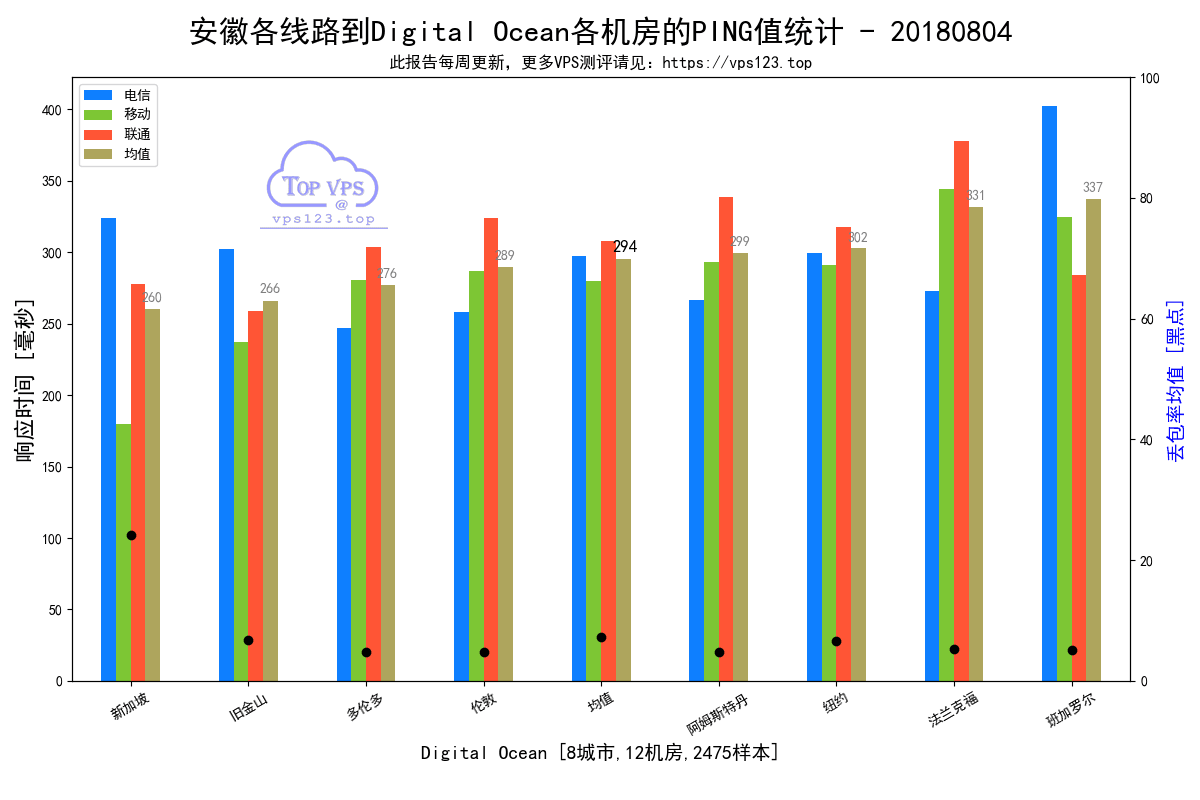 安徽各线路到Digital Ocean各机房的PING值统计 - 20180804
此报告每周更新，更多VPS测评请见：https://vps123.top
电信
移动
联通
均值
TOP VPS
@
vps123.top
响应时间 [毫秒]
400
350
300
250
200
150
100
50
0
260
266
276
289
294
299
302
331
337
100
80
60
40
20
0
丢包率均值 [黑点]
新加坡
旧金山
多伦多
伦敦
均值
阿姆斯特丹
纽约
法兰克福
班加罗尔
Digital Ocean [8城市,12机房,2475样本]